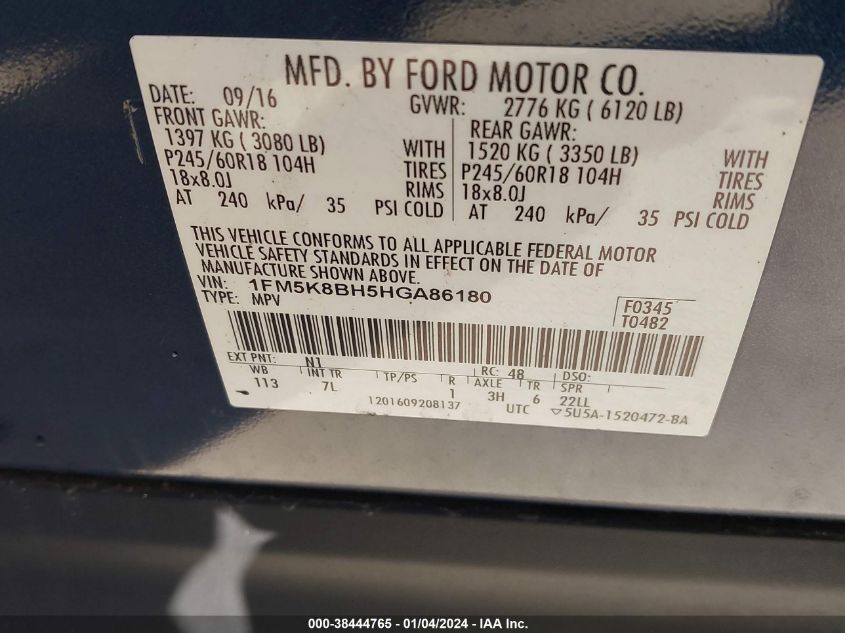 MFD. BY FORD MOTOR CO.
DATE: 09/16 GVWR: 2776 KG ( 6120 LB)
FRONT GAWR: REAR GAWR:
1397 KG ( 3080 LB) WITH 1520 KG ( 3350 LB) WITH
P245/60R18 104H TIRES P245/60R18 104H TIRES
18x8.0J RIMS 18x8.0J RIMS
AT 240 kPa/ 35 PSI COLD AT 240 kPa/ 35 PSI COLD
THIS VEHICLE CONFORMS TO ALL APPLICABLE FEDERAL MOTOR
VEHICLE SAFETY STANDARDS IN EFFECT ON THE DATE OF
MANUFACTURE SHOWN ABOVE.
VIN: 1FM5K8BH5HGA86180
TYPE: MPV
F0345
T0482
EXT PNT: N1 RC: 48 DSO:
WB INT TR TP/PS R AXLE TR SPR
113 7L 1 3H 6 22LL
1201609208137 UTC ▽5U5A-1520472-BA
000-38444765 - 01/04/2024 - IAA Inc.